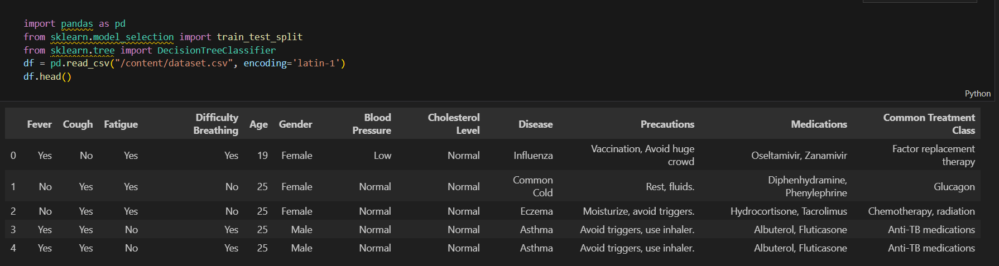 import pandas as pd
from sklearn.model_selection import train_test_split
from sklearn.tree import DecisionTreeClassifier
df = pd.read_csv("/content/dataset.csv", encoding='latin-1')
df.head()
Python
Fever Cough Fatigue Difficulty Breathing Age Gender Blood Pressure Cholesterol Level Disease Precautions Medications Common Treatment Class
0 Yes No Yes Yes 19 Female Low Normal Influenza Vaccination, Avoid huge crowd Oseltamivir, Zanamivir Factor replacement therapy
1 No Yes Yes No 25 Female Normal Normal Common Cold Rest, fluids. Diphenhydramine, Phenylephrine Glucagon
2 No Yes Yes No 25 Female Normal Normal Eczema Moisturize, avoid triggers. Hydrocortisone, Tacrolimus Chemotherapy, radiation
3 Yes Yes No Yes 25 Male Normal Normal Asthma Avoid triggers, use inhaler. Albuterol, Fluticasone Anti-TB medications
4 Yes Yes No Yes 25 Male Normal Normal Asthma Avoid triggers, use inhaler. Albuterol, Fluticasone Anti-TB medications